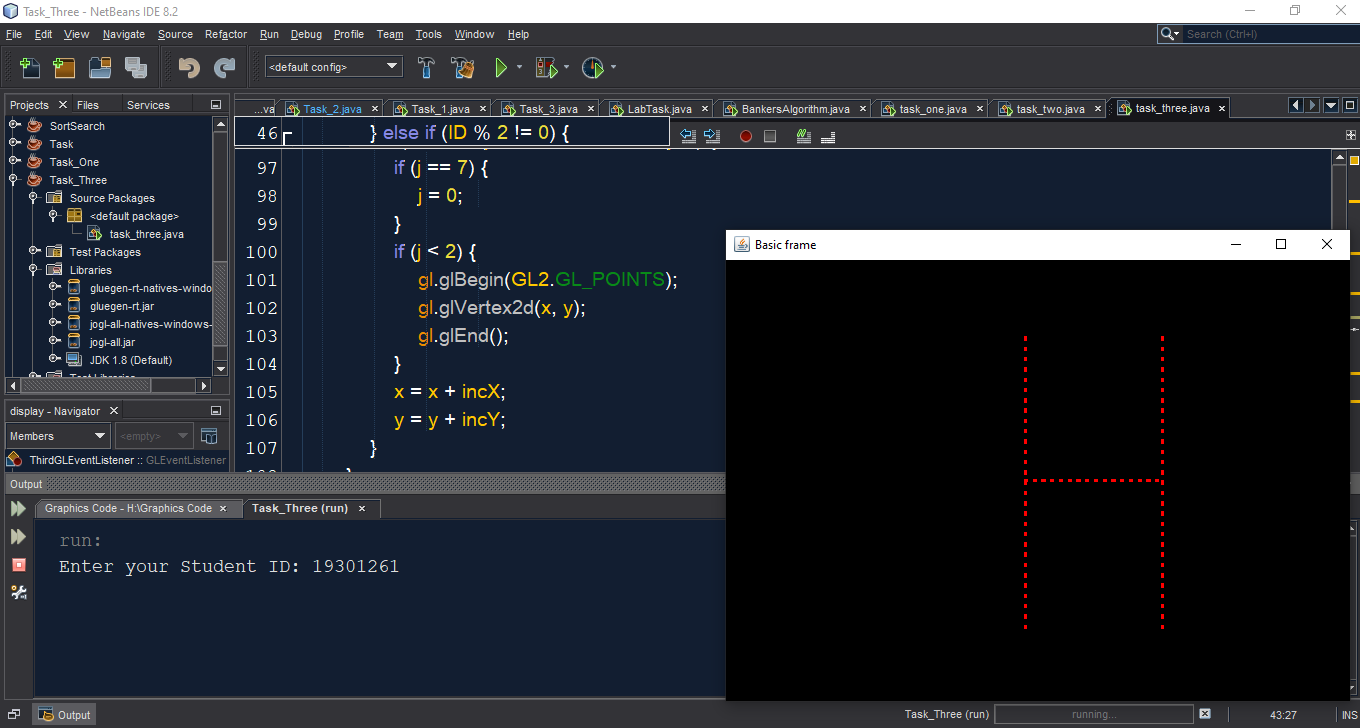 Task_Three - NetBeans IDE 8.2
File Edit View Navigate Source Refactor Run Debug Profile Team Tools Window Help
Search (Ctrl+I)
<default config>
Projects Files Services
...va Task_2.java Task_1.java Task_3.java LabTask.java BankersAlgorithm.java task_one.java task_two.java task_three.java
SortSearch
Task
Task_One
Task_Three
Source Packages
<default package>
task_three.java
Test Packages
Libraries
gluegen-rt-natives-windo
gluegen-rt.jar
jogl-all-natives-windows-
jogl-all.jar
JDK 1.8 (Default)
46 } else if (ID % 2 != 0) {
97 if (j == 7) {
98 j = 0;
99 }
100 if (j < 2) {
101 gl.glBegin(GL2.GL_POINTS);
102 gl.glVertex2d(x, y);
103 gl.glEnd();
104 }
105 x = x + incX;
106 y = y + incY;
107 }
Basic frame
display - Navigator
Members <empty>
ThirdGLEventListener :: GLEventListener
Output
Graphics Code - H:\Graphics Code Task_Three (run)
run:
Enter your Student ID: 19301261
Output
Task_Three (run) running... 43:27 INS